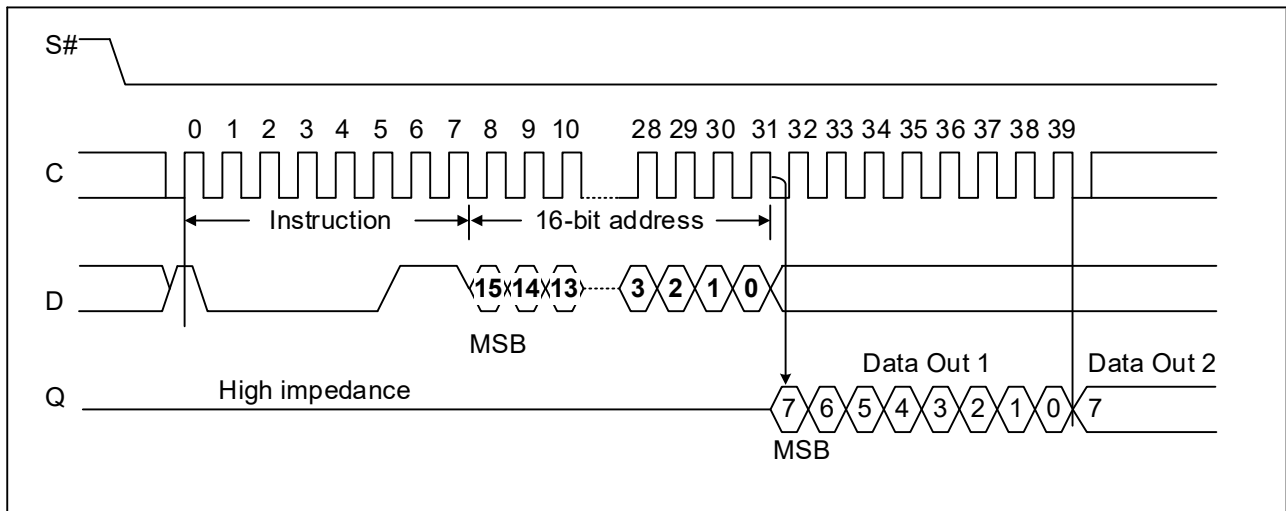 S#
0 1 2 3 4 5 6 7 8 9 10 28 29 30 31 32 33 34 35 36 37 38 39
C
Instruction 16-bit address
D 15 14 13 3 2 1 0
MSB
Data Out 1 Data Out 2
High impedance
Q 7 6 5 4 3 2 1 0 7
MSB